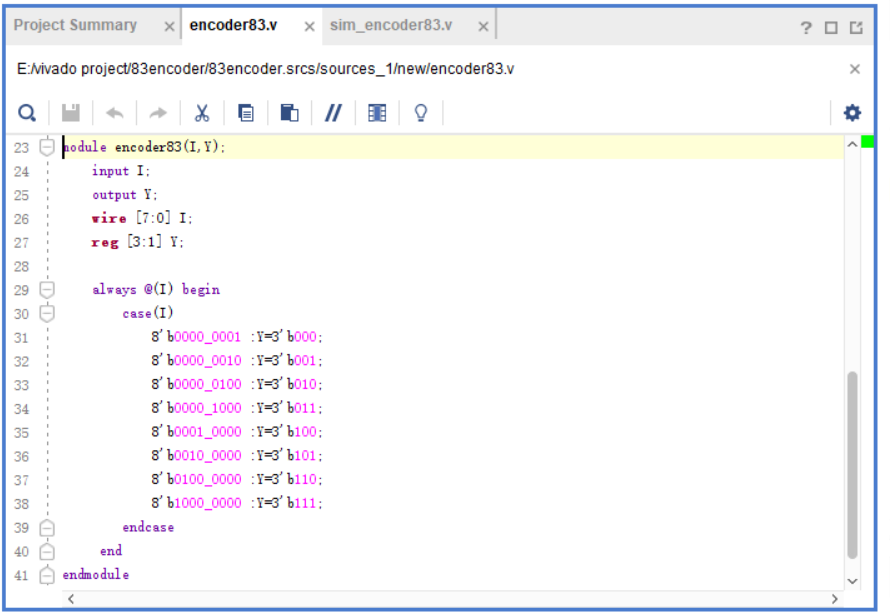 Project Summary × encoder83.v × sim_encoder83.v × ?
E:/vivado project/83encoder/83encoder.srcs/sources_1/new/encoder83.v ×
23 module encoder83(I,Y);
24 input I;
25 output Y;
26 wire [7:0] I;
27 reg [3:1] Y;
28
29 always @(I) begin
30 case(I)
31 8'b0000_0001 :Y=3'b000;
32 8'b0000_0010 :Y=3'b001;
33 8'b0000_0100 :Y=3'b010;
34 8'b0000_1000 :Y=3'b011;
35 8'b0001_0000 :Y=3'b100;
36 8'b0010_0000 :Y=3'b101;
37 8'b0100_0000 :Y=3'b110;
38 8'b1000_0000 :Y=3'b111;
39 endcase
40 end
41 endmodule